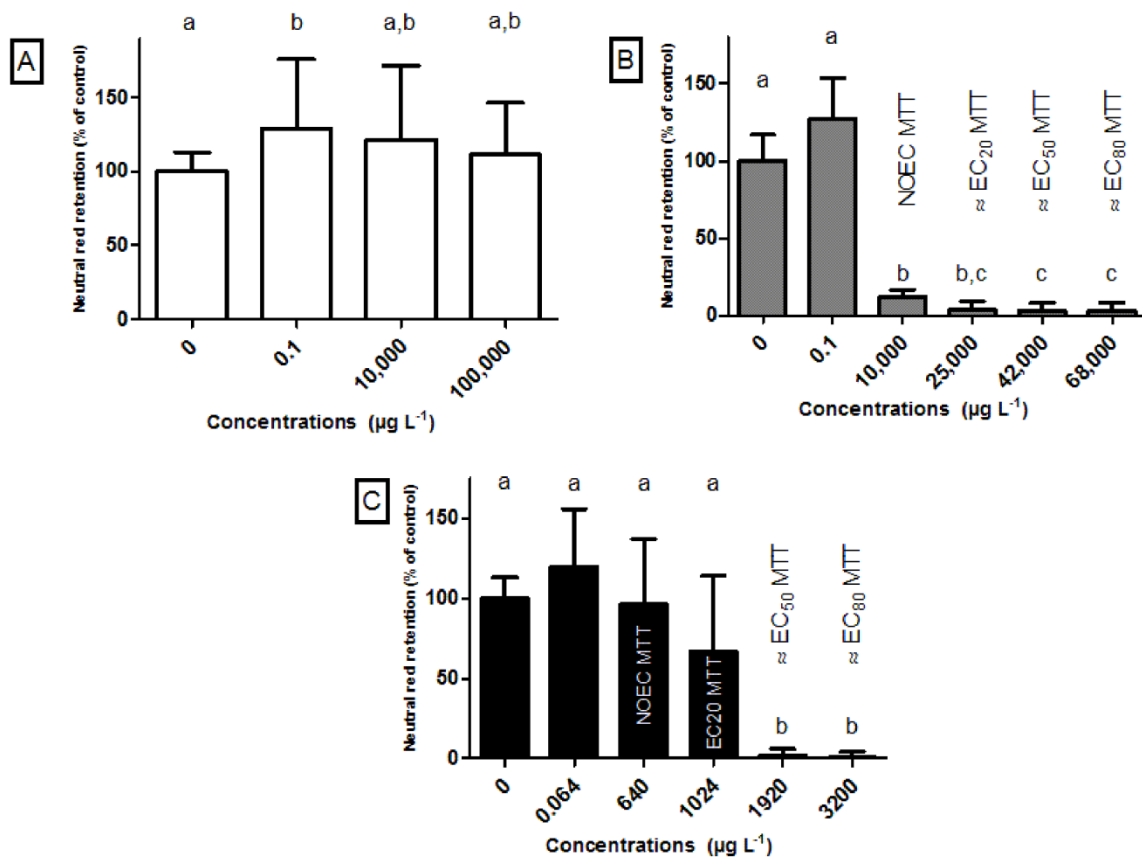 A
Neutral red retention (% of control)
a b a,b a,b
150
100
50
0
0 0.1 10,000 100,000
Concentrations (µg L⁻¹)
B
Neutral red retention (% of control)
150
100
50
0
a a
NOEC MTT
≈ EC₂₀ MTT
≈ EC₅₀ MTT
≈ EC₈₀ MTT
b b,c c c
0 0.1 10,000 25,000 42,000 68,000
Concentrations (µg L⁻¹)
C
Neutral red retention (% of control)
a a a a
150
100
50
0
NOEC MTT
EC20 MTT
≈ EC₅₀ MTT
≈ EC₈₀ MTT
b b
0 0.064 640 1024 1920 3200
Concentrations (µg L⁻¹)